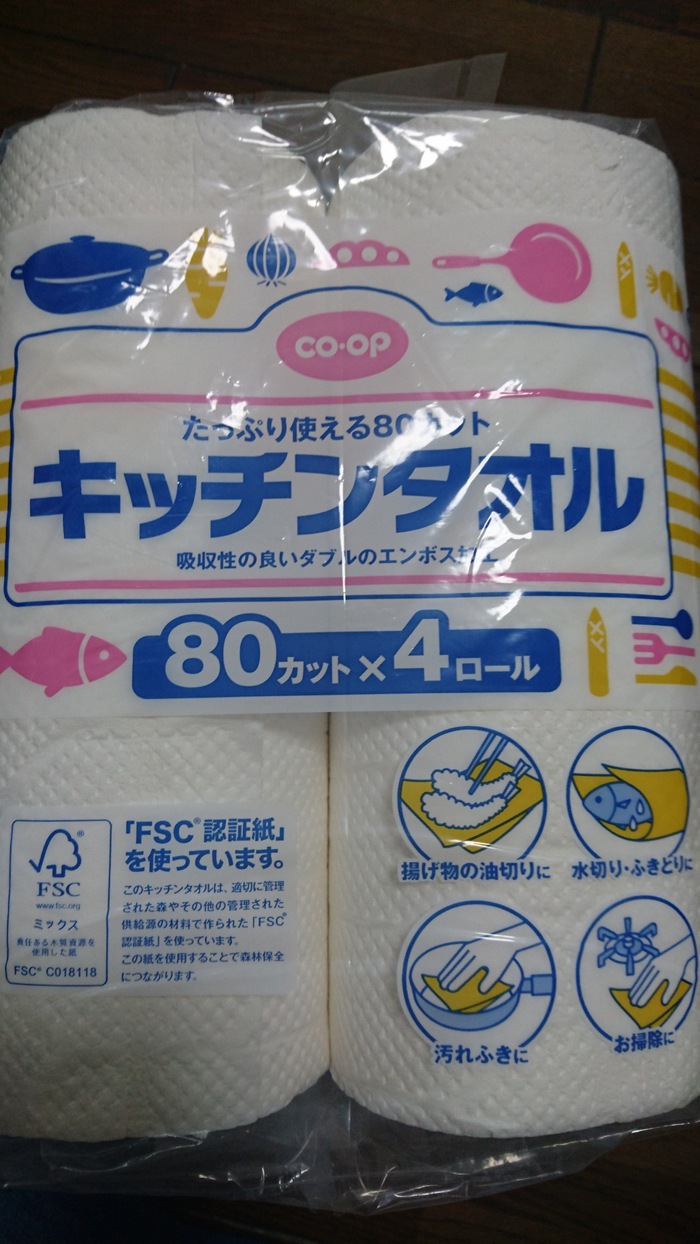 co·op
たっぷり使える80カット
キッチンタオル
吸収性の良いダブルのエンボス加工
80カット×4ロール
揚げ物の油切りに
水切り・ふきとりに
汚れふきに
お掃除に
FSC®
www.fsc.org
ミックス
責任ある木質資源を
使用した紙
FSC® C018118
「FSC®認証紙」
を使っています。
このキッチンタオルは、適切に管理
された森やその他の管理された
供給源の材料で作られた「FSC®
認証紙」を使っています。
この紙を使用することで森林保全
につながります。